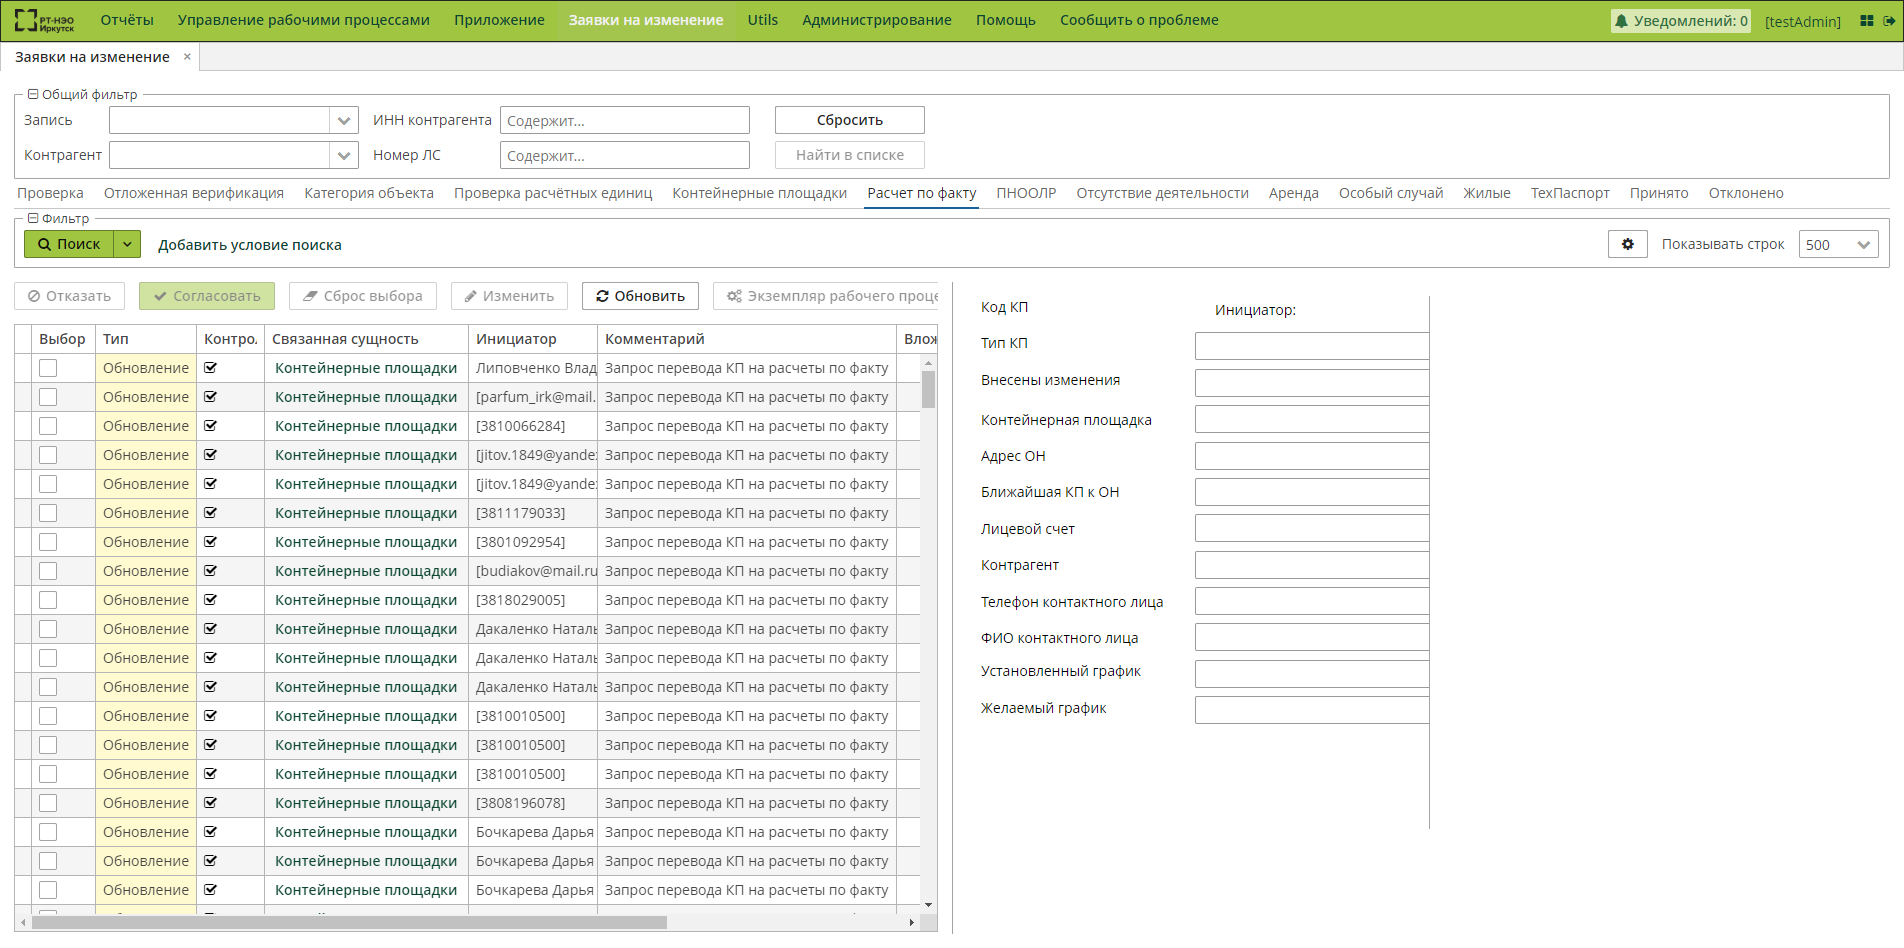 РТ-НЭО Иркутск Отчёты Управление рабочими процессами Приложение Заявки на изменение Utils Администрирование Помощь Сообщить о проблеме Уведомлений: 0 [testAdmin]
Заявки на изменение ×
Общий фильтр
Запись ИНН контрагента Содержит... Сбросить
Контрагент Номер ЛС Содержит... Найти в списке
Проверка Отложенная верификация Категория объекта Проверка расчётных единиц Контейнерные площадки Расчет по факту ПНООЛР Отсутствие деятельности Аренда Особый случай Жилые ТехПаспорт Принято Отклонено
Фильтр
Поиск Добавить условие поиска Показывать строк 500
Отказать Согласовать Сброс выбора Изменить Обновить Экземпляр рабочего проце
Выбор Тип Контрол Связанная сущность Инициатор Комментарий Влож
Обновление Контейнерные площадки Липовченко Влад Запрос перевода КП на расчеты по факту
Обновление Контейнерные площадки [parfum_irk@mail. Запрос перевода КП на расчеты по факту
Обновление Контейнерные площадки [3810066284] Запрос перевода КП на расчеты по факту
Обновление Контейнерные площадки [jitov.1849@yandex Запрос перевода КП на расчеты по факту
Обновление Контейнерные площадки [jitov.1849@yandex Запрос перевода КП на расчеты по факту
Обновление Контейнерные площадки [3811179033] Запрос перевода КП на расчеты по факту
Обновление Контейнерные площадки [3801092954] Запрос перевода КП на расчеты по факту
Обновление Контейнерные площадки [budiakov@mail.ru Запрос перевода КП на расчеты по факту
Обновление Контейнерные площадки [3818029005] Запрос перевода КП на расчеты по факту
Обновление Контейнерные площадки Дакаленко Наталь Запрос перевода КП на расчеты по факту
Обновление Контейнерные площадки Дакаленко Наталь Запрос перевода КП на расчеты по факту
Обновление Контейнерные площадки Дакаленко Наталь Запрос перевода КП на расчеты по факту
Обновление Контейнерные площадки [3810010500] Запрос перевода КП на расчеты по факту
Обновление Контейнерные площадки [3810010500] Запрос перевода КП на расчеты по факту
Обновление Контейнерные площадки [3810010500] Запрос перевода КП на расчеты по факту
Обновление Контейнерные площадки [3808196078] Запрос перевода КП на расчеты по факту
Обновление Контейнерные площадки Бочкарева Дарья Запрос перевода КП на расчеты по факту
Обновление Контейнерные площадки Бочкарева Дарья Запрос перевода КП на расчеты по факту
Обновление Контейнерные площадки Бочкарева Дарья Запрос перевода КП на расчеты по факту
Код КП Инициатор:
Тип КП
Внесены изменения
Контейнерная площадка
Адрес ОН
Ближайшая КП к ОН
Лицевой счет
Контрагент
Телефон контактного лица
ФИО контактного лица
Установленный график
Желаемый график